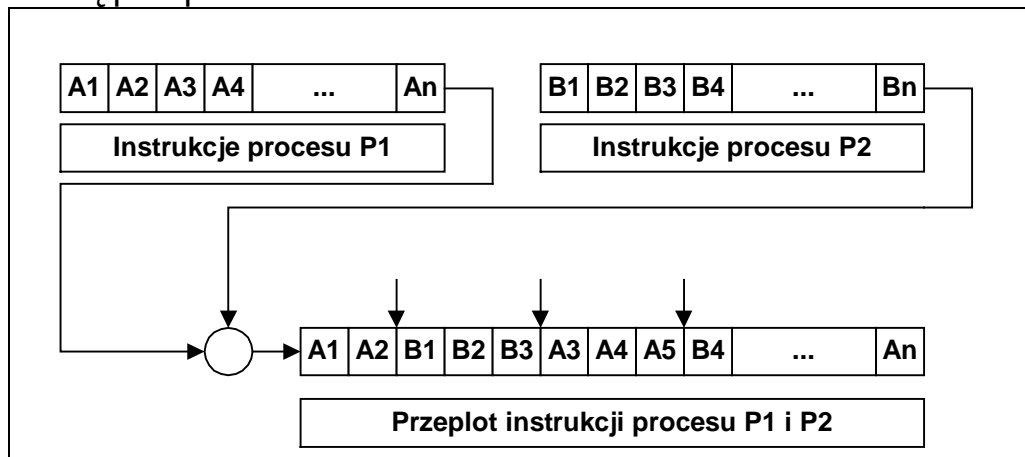 A1 A2 A3 A4 ... An
B1 B2 B3 B4 ... Bn
Instrukcje procesu P1
Instrukcje procesu P2
A1 A2 B1 B2 B3 A3 A4 A5 B4 ... An
Przeplot instrukcji procesu P1 i P2